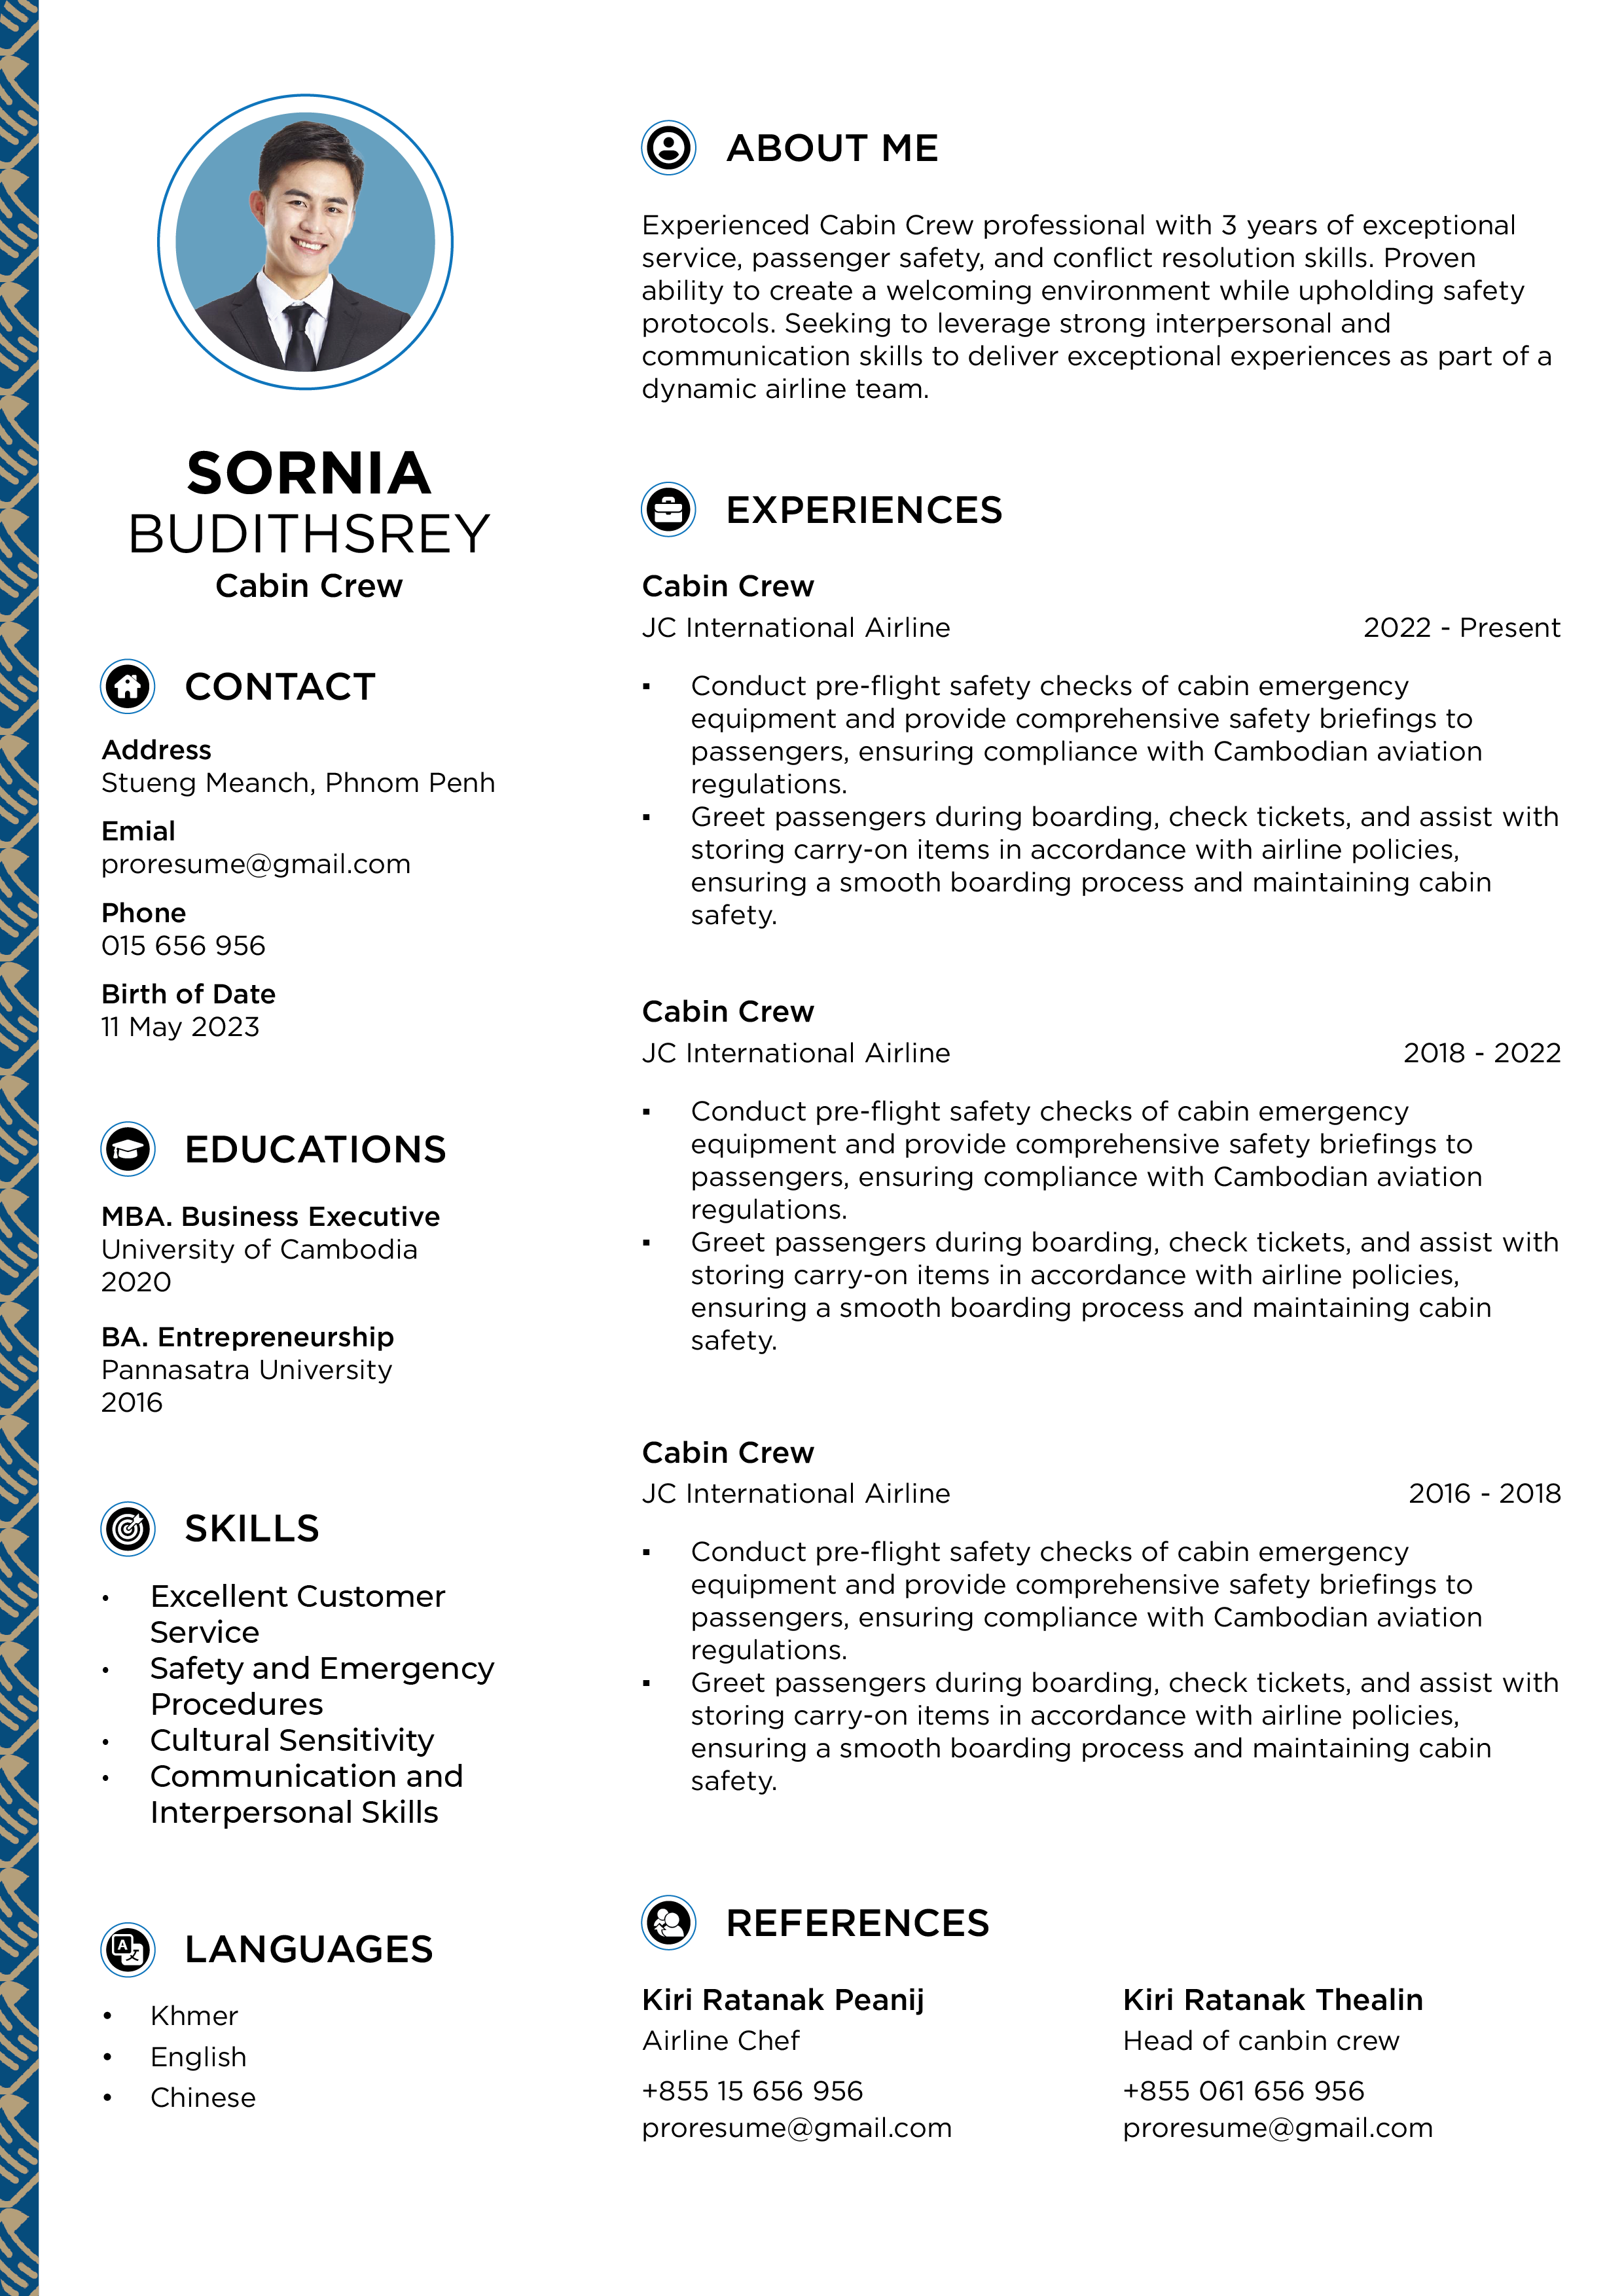 SORNIA
BUDITHSREY
Cabin Crew
CONTACT
Address
Stueng Meanch, Phnom Penh
Emial
proresume@gmail.com
Phone
015 656 956
Birth of Date
11 May 2023
EDUCATIONS
MBA. Business Executive
University of Cambodia
2020
BA. Entrepreneurship
Pannasatra University
2016
SKILLS
• Excellent Customer
Service
• Safety and Emergency
Procedures
• Cultural Sensitivity
• Communication and
Interpersonal Skills
LANGUAGES
• Khmer
• English
• Chinese
ABOUT ME
Experienced Cabin Crew professional with 3 years of exceptional
service, passenger safety, and conflict resolution skills. Proven
ability to create a welcoming environment while upholding safety
protocols. Seeking to leverage strong interpersonal and
communication skills to deliver exceptional experiences as part of a
dynamic airline team.
EXPERIENCES
Cabin Crew
JC International Airline 2022 - Present
▪ Conduct pre-flight safety checks of cabin emergency
equipment and provide comprehensive safety briefings to
passengers, ensuring compliance with Cambodian aviation
regulations.
▪ Greet passengers during boarding, check tickets, and assist with
storing carry-on items in accordance with airline policies,
ensuring a smooth boarding process and maintaining cabin
safety.
Cabin Crew
JC International Airline 2018 - 2022
▪ Conduct pre-flight safety checks of cabin emergency
equipment and provide comprehensive safety briefings to
passengers, ensuring compliance with Cambodian aviation
regulations.
▪ Greet passengers during boarding, check tickets, and assist with
storing carry-on items in accordance with airline policies,
ensuring a smooth boarding process and maintaining cabin
safety.
Cabin Crew
JC International Airline 2016 - 2018
▪ Conduct pre-flight safety checks of cabin emergency
equipment and provide comprehensive safety briefings to
passengers, ensuring compliance with Cambodian aviation
regulations.
▪ Greet passengers during boarding, check tickets, and assist with
storing carry-on items in accordance with airline policies,
ensuring a smooth boarding process and maintaining cabin
safety.
REFERENCES
Kiri Ratanak Peanij
Airline Chef
+855 15 656 956
proresume@gmail.com
Kiri Ratanak Thealin
Head of canbin crew
+855 061 656 956
proresume@gmail.com